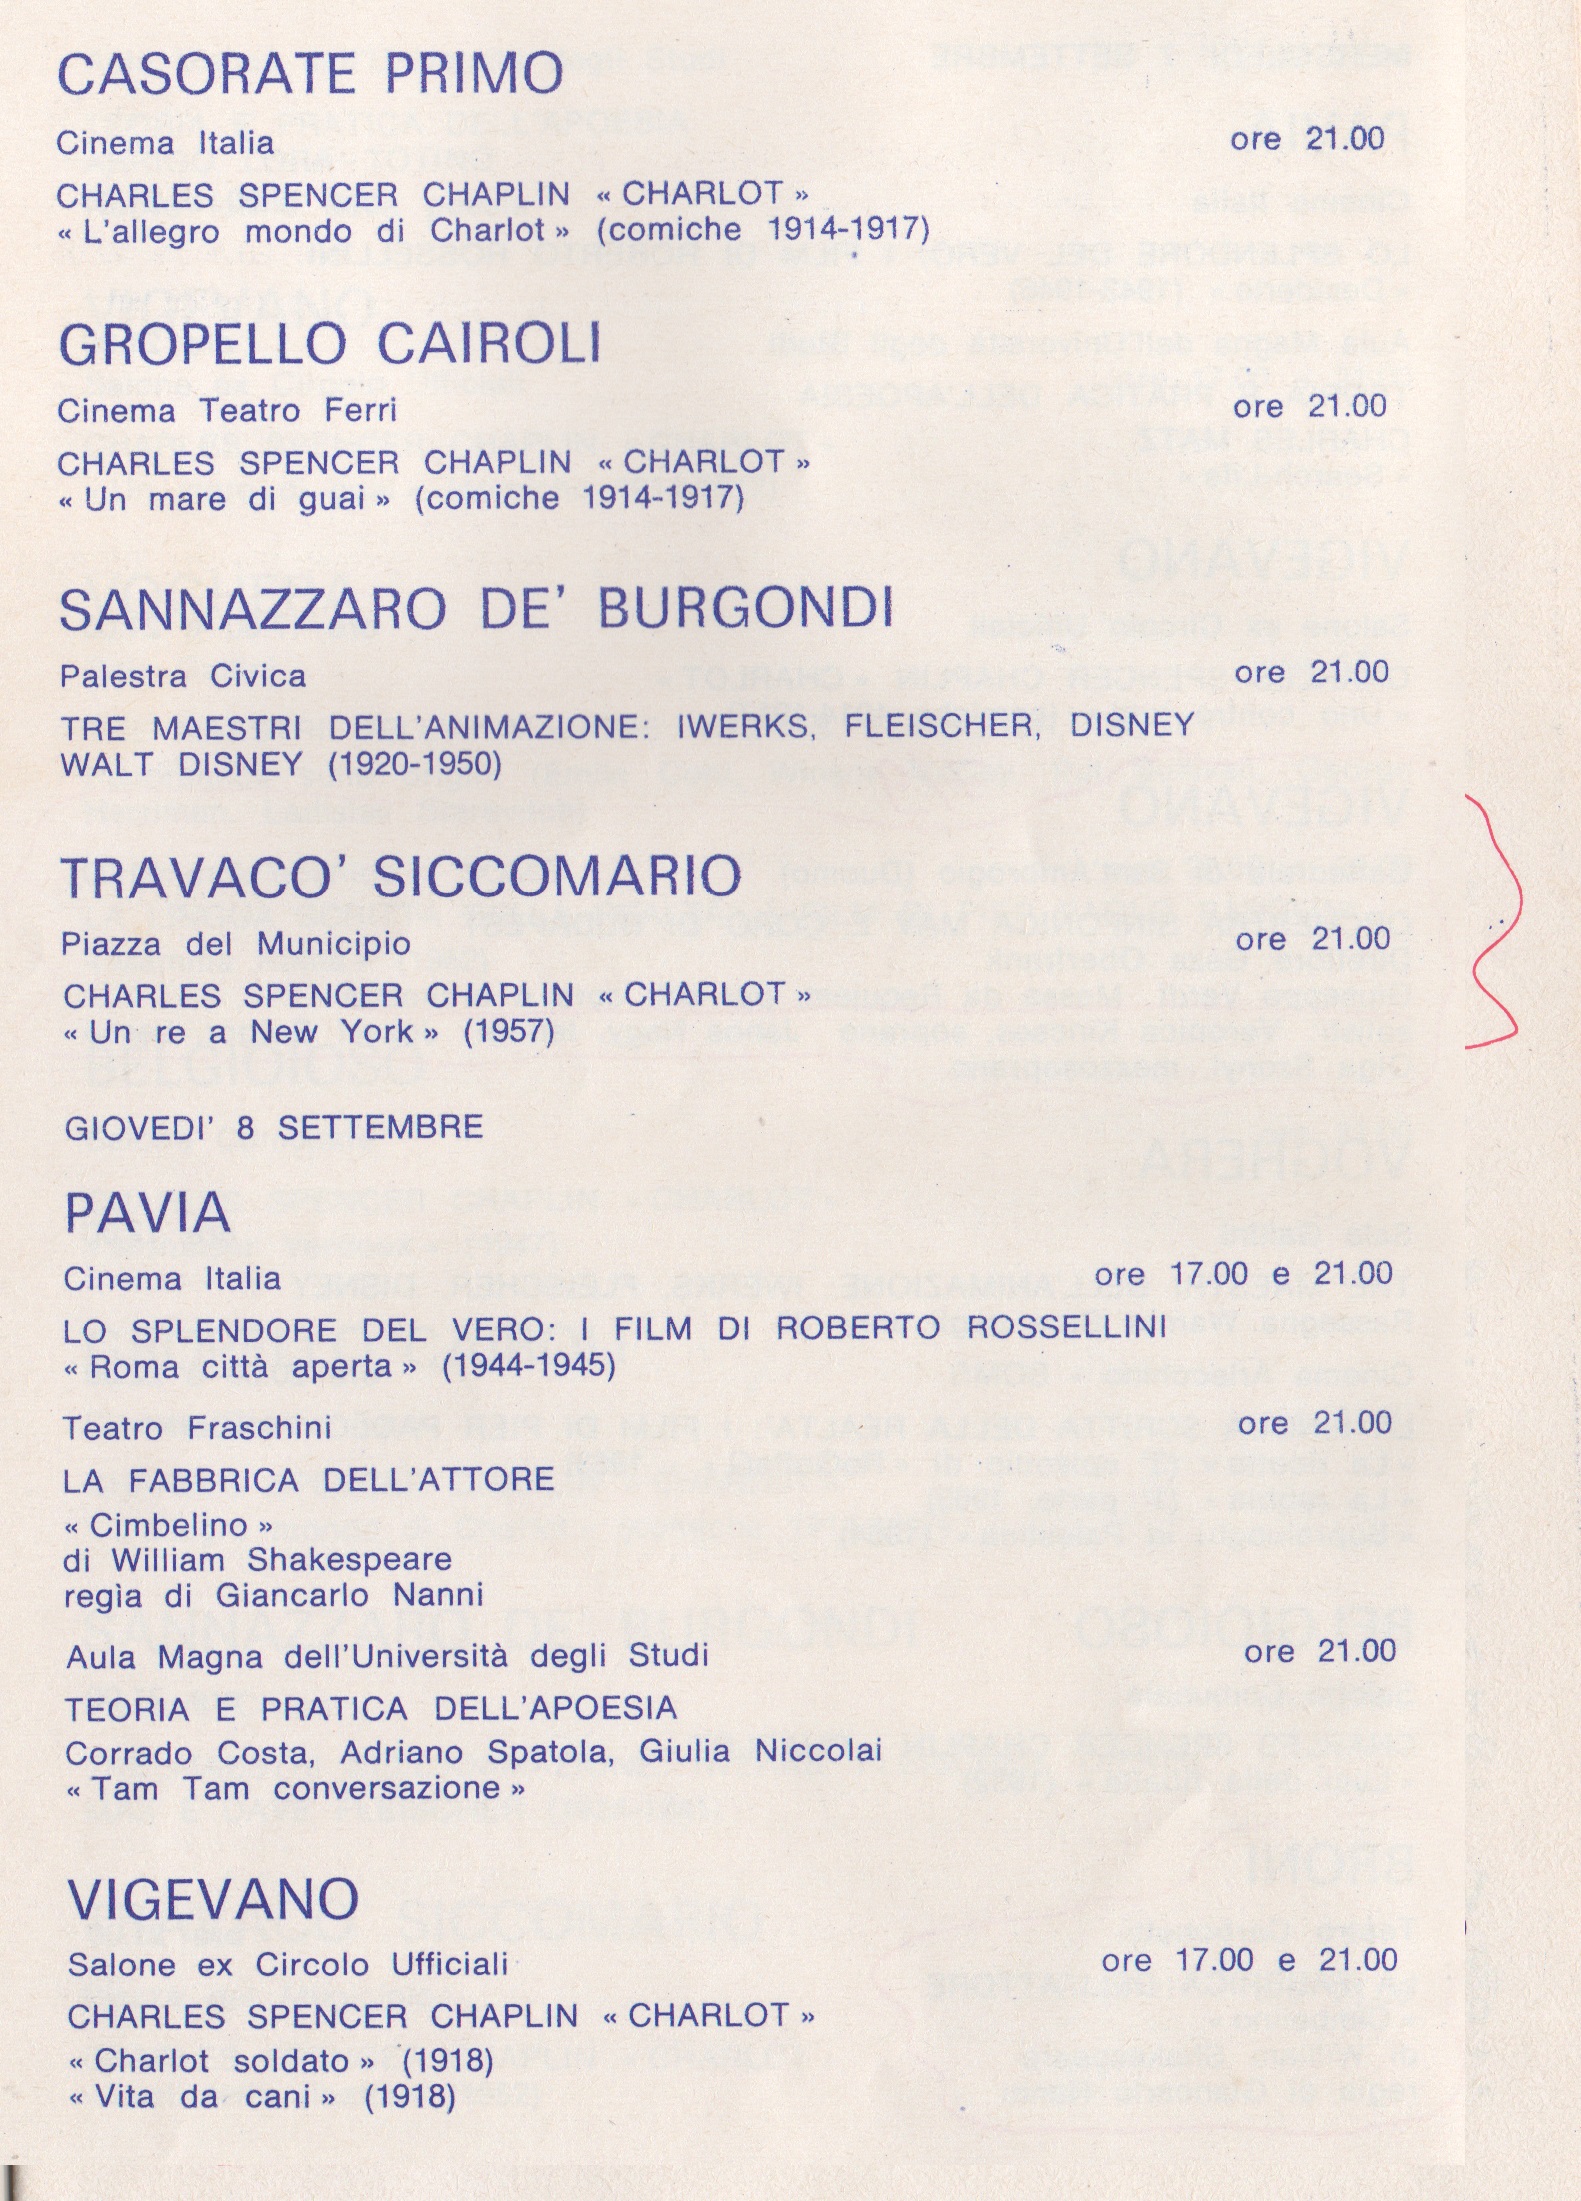 CASORATE PRIMO
Cinema Italia ore 21.00
CHARLES SPENCER CHAPLIN « CHARLOT »
« L'allegro mondo di Charlot » (comiche 1914-1917)
GROPELLO CAIROLI
Cinema Teatro Ferri ore 21.00
CHARLES SPENCER CHAPLIN « CHARLOT »
« Un mare di guai » (comiche 1914-1917)
SANNAZZARO DE' BURGONDI
Palestra Civica ore 21.00
TRE MAESTRI DELL'ANIMAZIONE: IWERKS, FLEISCHER, DISNEY
WALT DISNEY (1920-1950)
TRAVACO' SICCOMARIO
Piazza del Municipio ore 21.00
CHARLES SPENCER CHAPLIN « CHARLOT »
« Un re a New York » (1957)
GIOVEDI' 8 SETTEMBRE
PAVIA
Cinema Italia ore 17.00 e 21.00
LO SPLENDORE DEL VERO: I FILM DI ROBERTO ROSSELLINI
« Roma città aperta » (1944-1945)
Teatro Fraschini ore 21.00
LA FABBRICA DELL'ATTORE
« Cimbelino »
di William Shakespeare
regìa di Giancarlo Nanni
Aula Magna dell'Università degli Studi ore 21.00
TEORIA E PRATICA DELL'APOESIA
Corrado Costa, Adriano Spatola, Giulia Niccolai
« Tam Tam conversazione »
VIGEVANO
Salone ex Circolo Ufficiali ore 17.00 e 21.00
CHARLES SPENCER CHAPLIN « CHARLOT »
« Charlot soldato » (1918)
« Vita da cani » (1918)